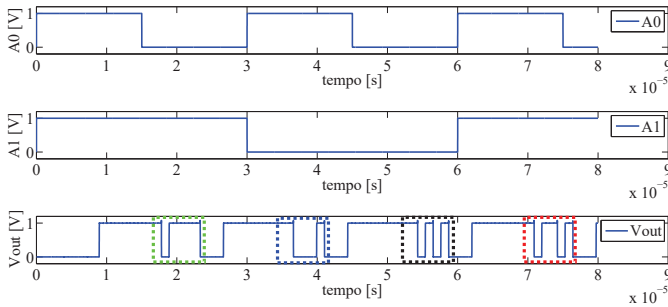 A0 [V]
1
0
A0
0 1 2 3 4 5 6 7 8 9
tempo [s]
x 10⁻⁵
A1 [V]
1
0
A1
0 1 2 3 4 5 6 7 8 9
tempo [s]
x 10⁻⁵
Vout [V]
1
0
Vout
0 1 2 3 4 5 6 7 8 9
tempo [s]
x 10⁻⁵